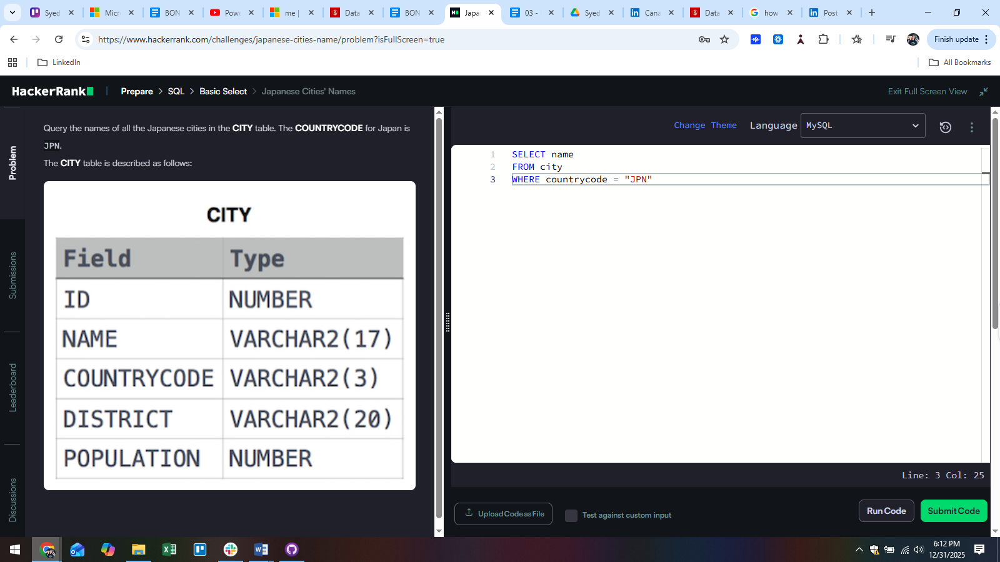 Syed
Micr
BON
Powe
me |
Data
BON
Japa
03 -
Syed
Cana
Data
how
Post
https://www.hackerrank.com/challenges/japanese-cities-name/problem?isFullScreen=true
Finish update
LinkedIn
All Bookmarks
HackerRank
Prepare > SQL > Basic Select > Japanese Cities' Names
Exit Full Screen View
Problem
Submissions
Leaderboard
Discussions
Query the names of all the Japanese cities in the CITY table. The COUNTRYCODE for Japan is
JPN.
The CITY table is described as follows:
CITY
Field Type
ID NUMBER
NAME VARCHAR2(17)
COUNTRYCODE VARCHAR2(3)
DISTRICT VARCHAR2(20)
POPULATION NUMBER
Change Theme Language MySQL
1 SELECT name
2 FROM city
3 WHERE countrycode = "JPN"
Line: 3 Col: 25
Upload Code as File
Test against custom input
Run Code
Submit Code
6:12 PM
12/31/2025